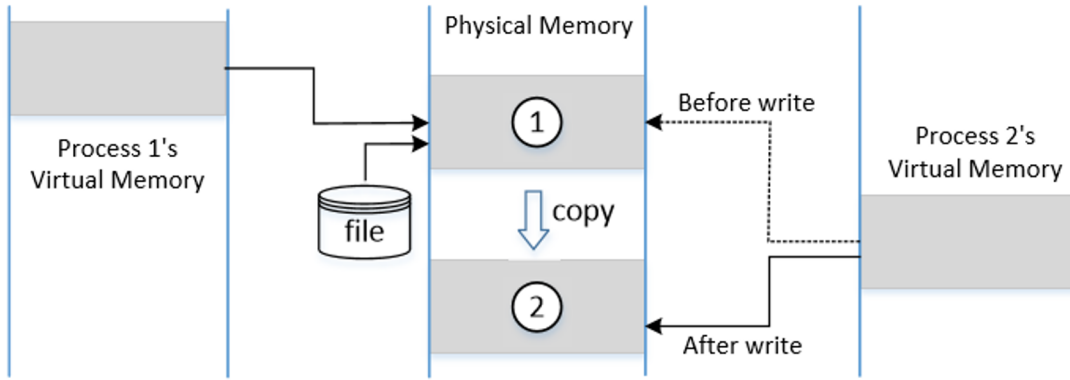 Physical Memory
1
Before write
Process 1's
Virtual Memory
Process 2's
Virtual Memory
file
copy
2
After write